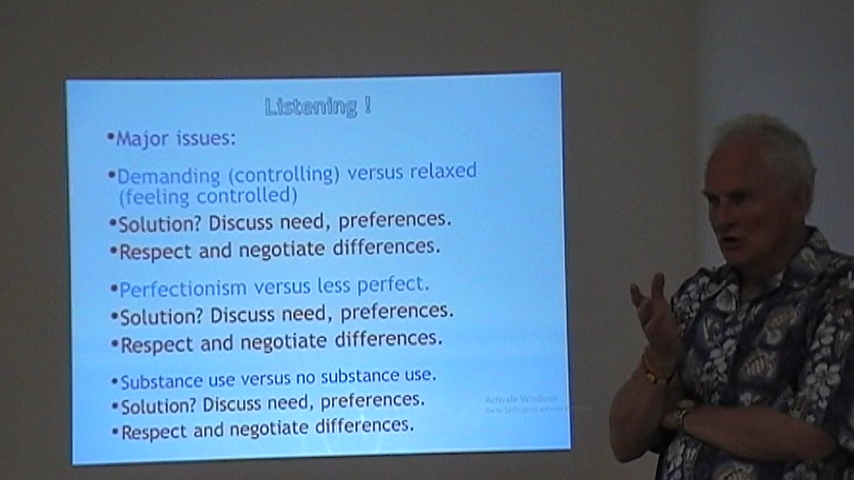 Listening !
•Major issues:
•Demanding (controlling) versus relaxed
(feeling controlled)
•Solution? Discuss need, preferences.
•Respect and negotiate differences.
•Perfectionism versus less perfect.
•Solution? Discuss need, preferences.
•Respect and negotiate differences.
•Substance use versus no substance use.
•Solution? Discuss need, preferences.
•Respect and negotiate differences.
Activate Windows
Go to Settings to activate